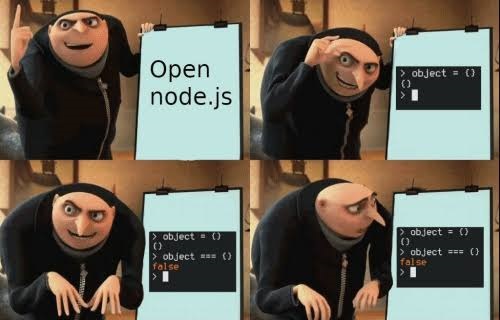 Open
node.js
> object = {}
{}
>
> object = {}
{}
> object === {}
false
>
> object = {}
{}
> object === {}
false
>